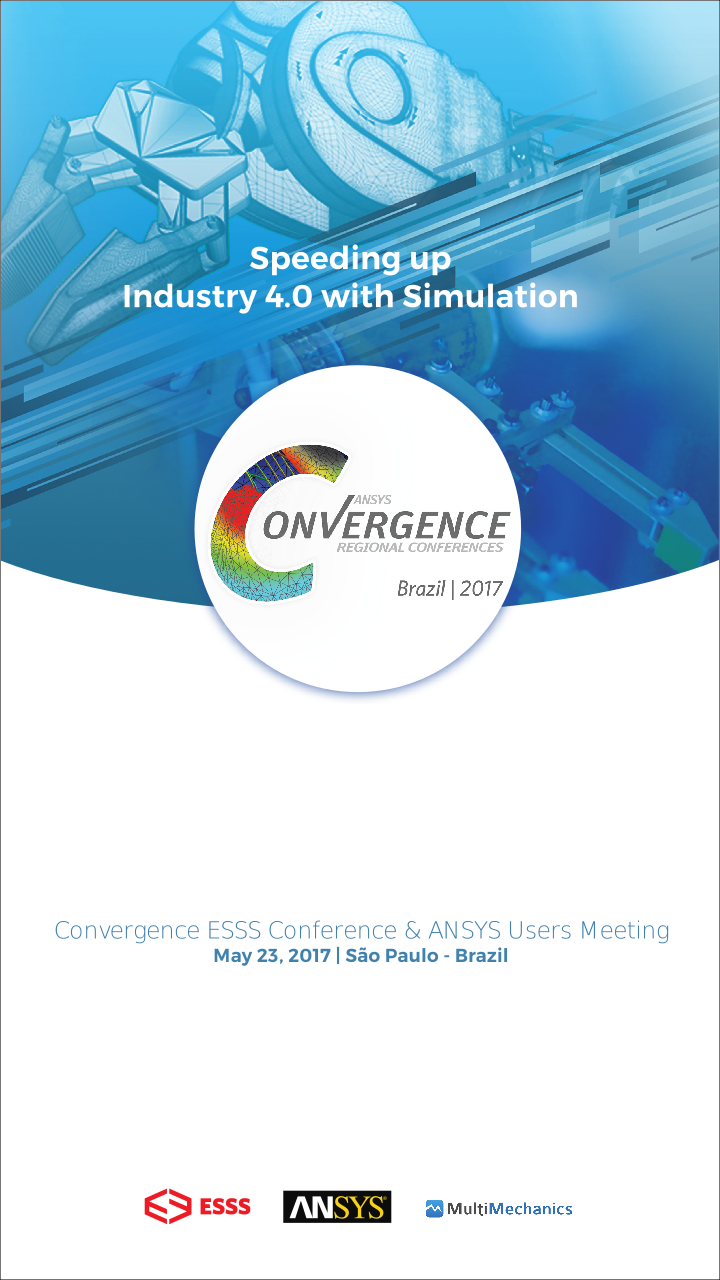 Speeding up
Industry 4.0 with Simulation
ANSYS
CONVERGENCE
REGIONAL CONFERENCES
Brazil | 2017
Convergence ESSS Conference & ANSYS Users Meeting
May 23, 2017 | São Paulo - Brazil
ESSS
ANSYS®
MultiMechanics